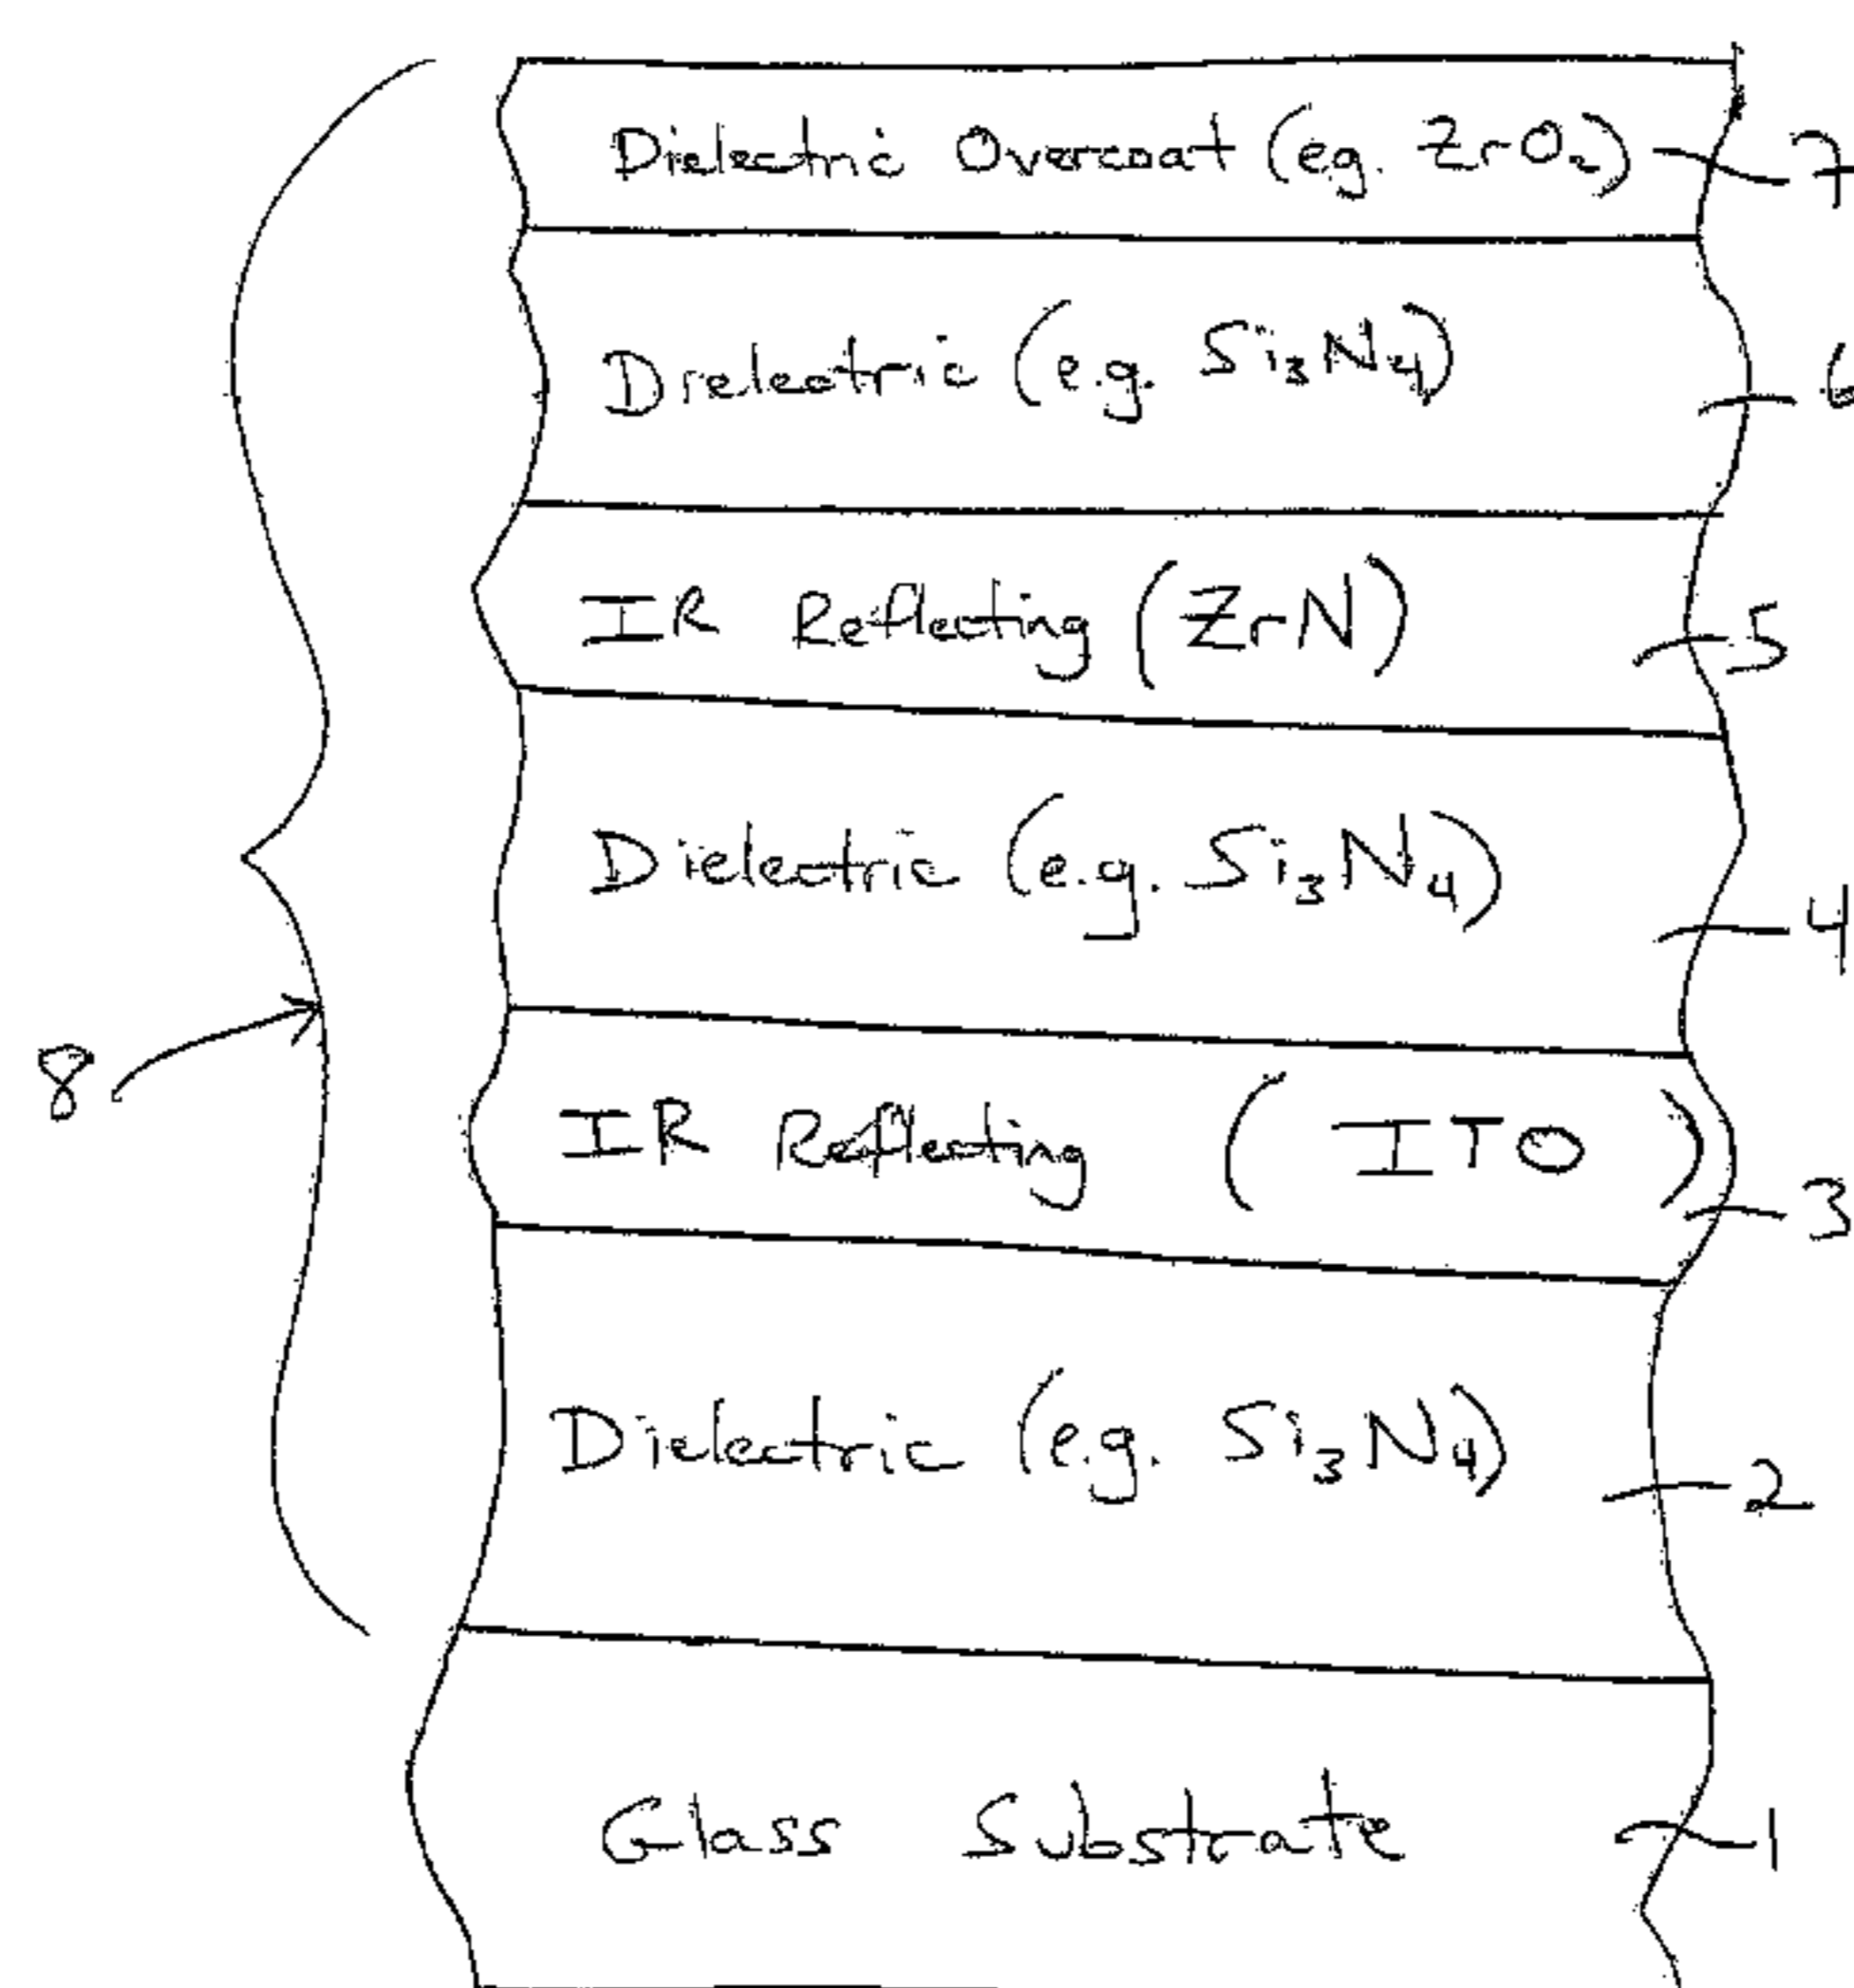 Dielectric Overcoat (eg. ZrO₂) 7
Dielectric (e.g. Si₃N₄) 6
IR Reflecting (ZrN) 5
Dielectric (e.g. Si₃N₄) 4
8
IR Reflecting (ITO) 3
Dielectric (e.g. Si₃N₄) 2
Glass Substrate 1